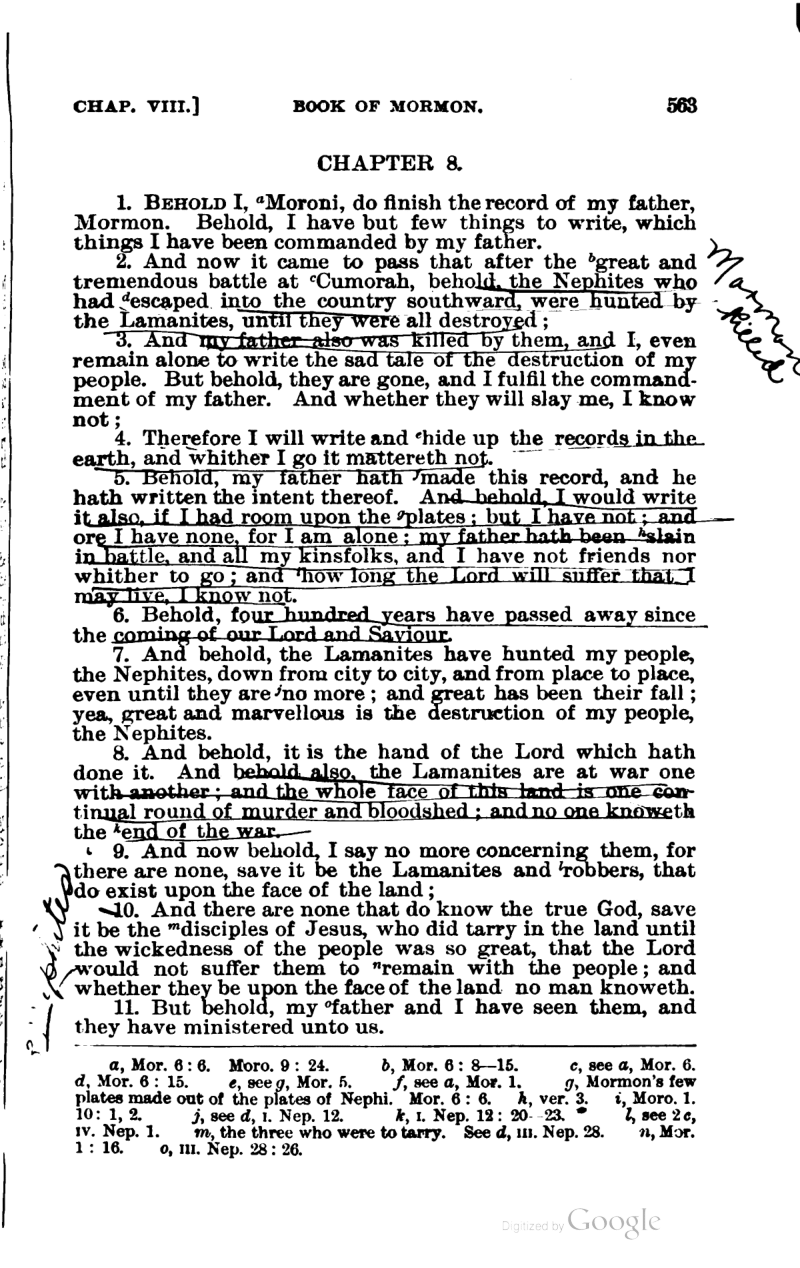 CHAP. VIII.] BOOK OF MORMON. 563
CHAPTER 8.
1. BEHOLD I, aMoroni, do finish the record of my father,
Mormon. Behold, I have but few things to write, which
things I have been commanded by my father.
2. And now it came to pass that after the bgreat and
tremendous battle at cCumorah, behold, the Nephites who
had descaped into the country southward, were hunted by
the Lamanites, until they were all destroyed;
Mormon
killed
3. And my father also was killed by them, and I, even
remain alone to write the sad tale of the destruction of my
people. But behold, they are gone, and I fulfil the command-
ment of my father. And whether they will slay me, I know
not;
4. Therefore I will write and ehide up the records in the
earth, and whither I go it mattereth not.
5. Behold, my father hath fmade this record, and he
hath written the intent thereof. And behold, I would write
it also, if I had room upon the gplates; but I have not; and
ore I have none, for I am alone; my father hath been hslain
in battle, and all my kinsfolks, and I have not friends nor
whither to go; and ihow long the Lord will suffer that I
may live, I know not.
6. Behold, four hundred years have passed away since
the coming of our Lord and Saviour.
7. And behold, the Lamanites have hunted my people,
the Nephites, down from city to city, and from place to place,
even until they are jno more; and great has been their fall;
yea, great and marvellous is the destruction of my people,
the Nephites.
8. And behold, it is the hand of the Lord which hath
done it. And behold also, the Lamanites are at war one
with another; and the whole face of this land is one con-
tinual round of murder and bloodshed; and no one knoweth
the kend of the war.
9. And now behold, I say no more concerning them, for
there are none, save it be the Lamanites and lrobbers, that
do exist upon the face of the land;
10. And there are none that do know the true God, save
it be the mdisciples of Jesus, who did tarry in the land until
the wickedness of the people was so great, that the Lord
would not suffer them to nremain with the people; and
whether they be upon the face of the land no man knoweth.
11. But behold, my ofather and I have seen them, and
they have ministered unto us.
a, Mor. 6: 6. Moro. 9: 24. b, Mor. 6: 8—15. c, see a, Mor. 6.
d, Mor. 6: 15. e, see g, Mor. 5. f, see a, Mor. 1. g, Mormon's few
plates made out of the plates of Nephi. Mor. 6: 6. h, ver. 3. i, Moro. 1.
10: 1, 2. j, see d, I. Nep. 12. k, I. Nep. 12: 20—23. l, see 2e,
IV. Nep. 1. m, the three who were to tarry. See d, III. Nep. 28. n, Mor.
1: 16. o, III. Nep. 28: 26.
Digitized by Google